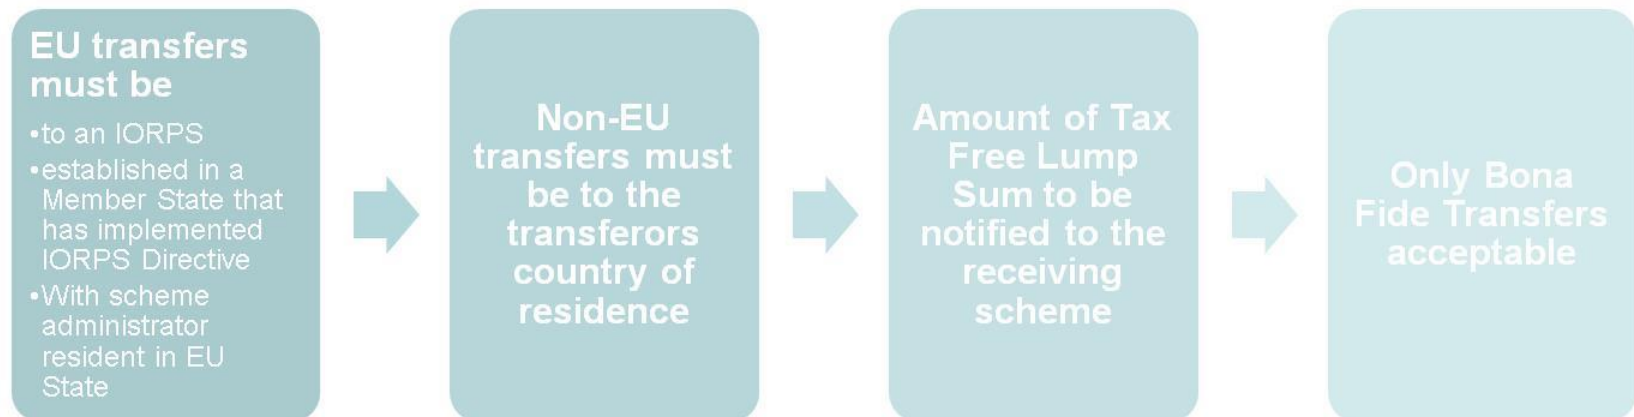 EU transfers
must be
•to an IORPS
•established in a
Member State that
has implemented
IORPS Directive
•With scheme
administrator
resident in EU
State
Non-EU
transfers must
be to the
transferors
country of
residence
Amount of Tax
Free Lump
Sum to be
notified to the
receiving
scheme
Only Bona
Fide Transfers
acceptable